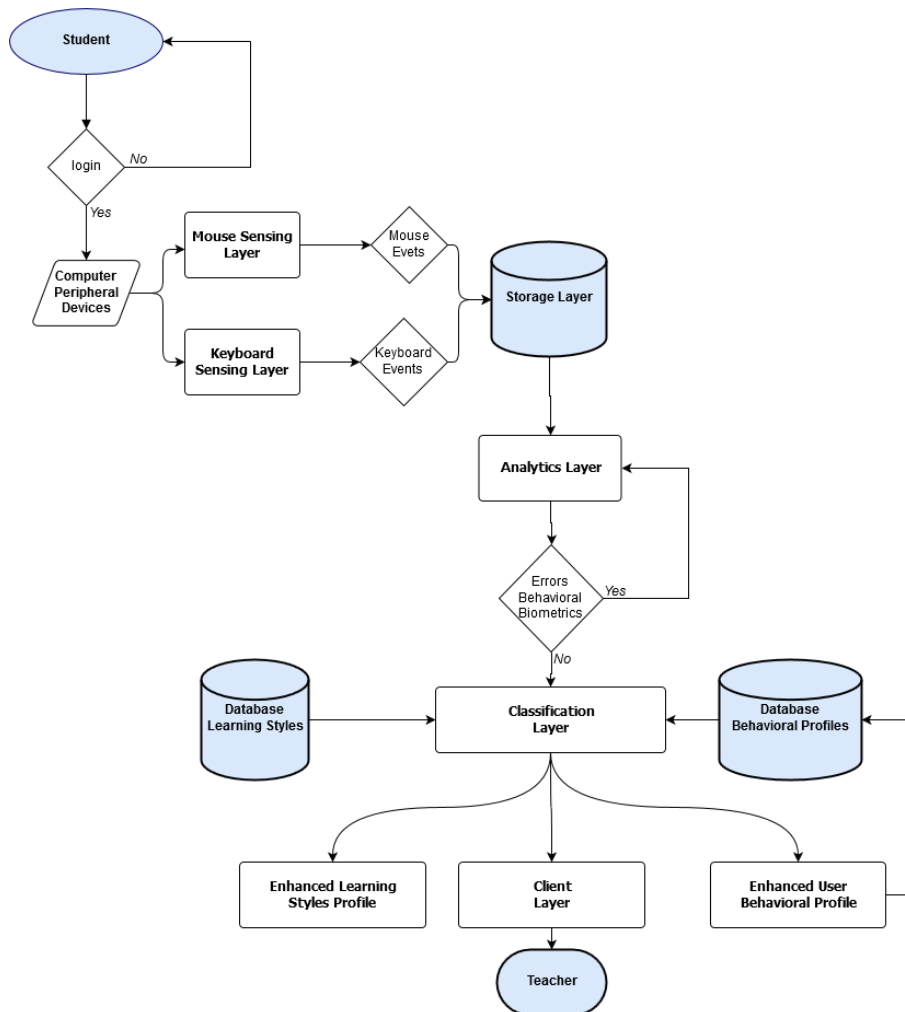 Student
login
No
Yes
Computer
Peripheral
Devices
Mouse Sensing
Layer
Mouse
Evets
Keyboard
Sensing Layer
Keyboard
Events
Storage Layer
Analytics Layer
Errors
Behavioral
Biometrics
Yes
No
Database
Learning Styles
Classification
Layer
Database
Behavioral Profiles
Enhanced Learning
Styles Profile
Client
Layer
Enhanced User
Behavioral Profile
Teacher